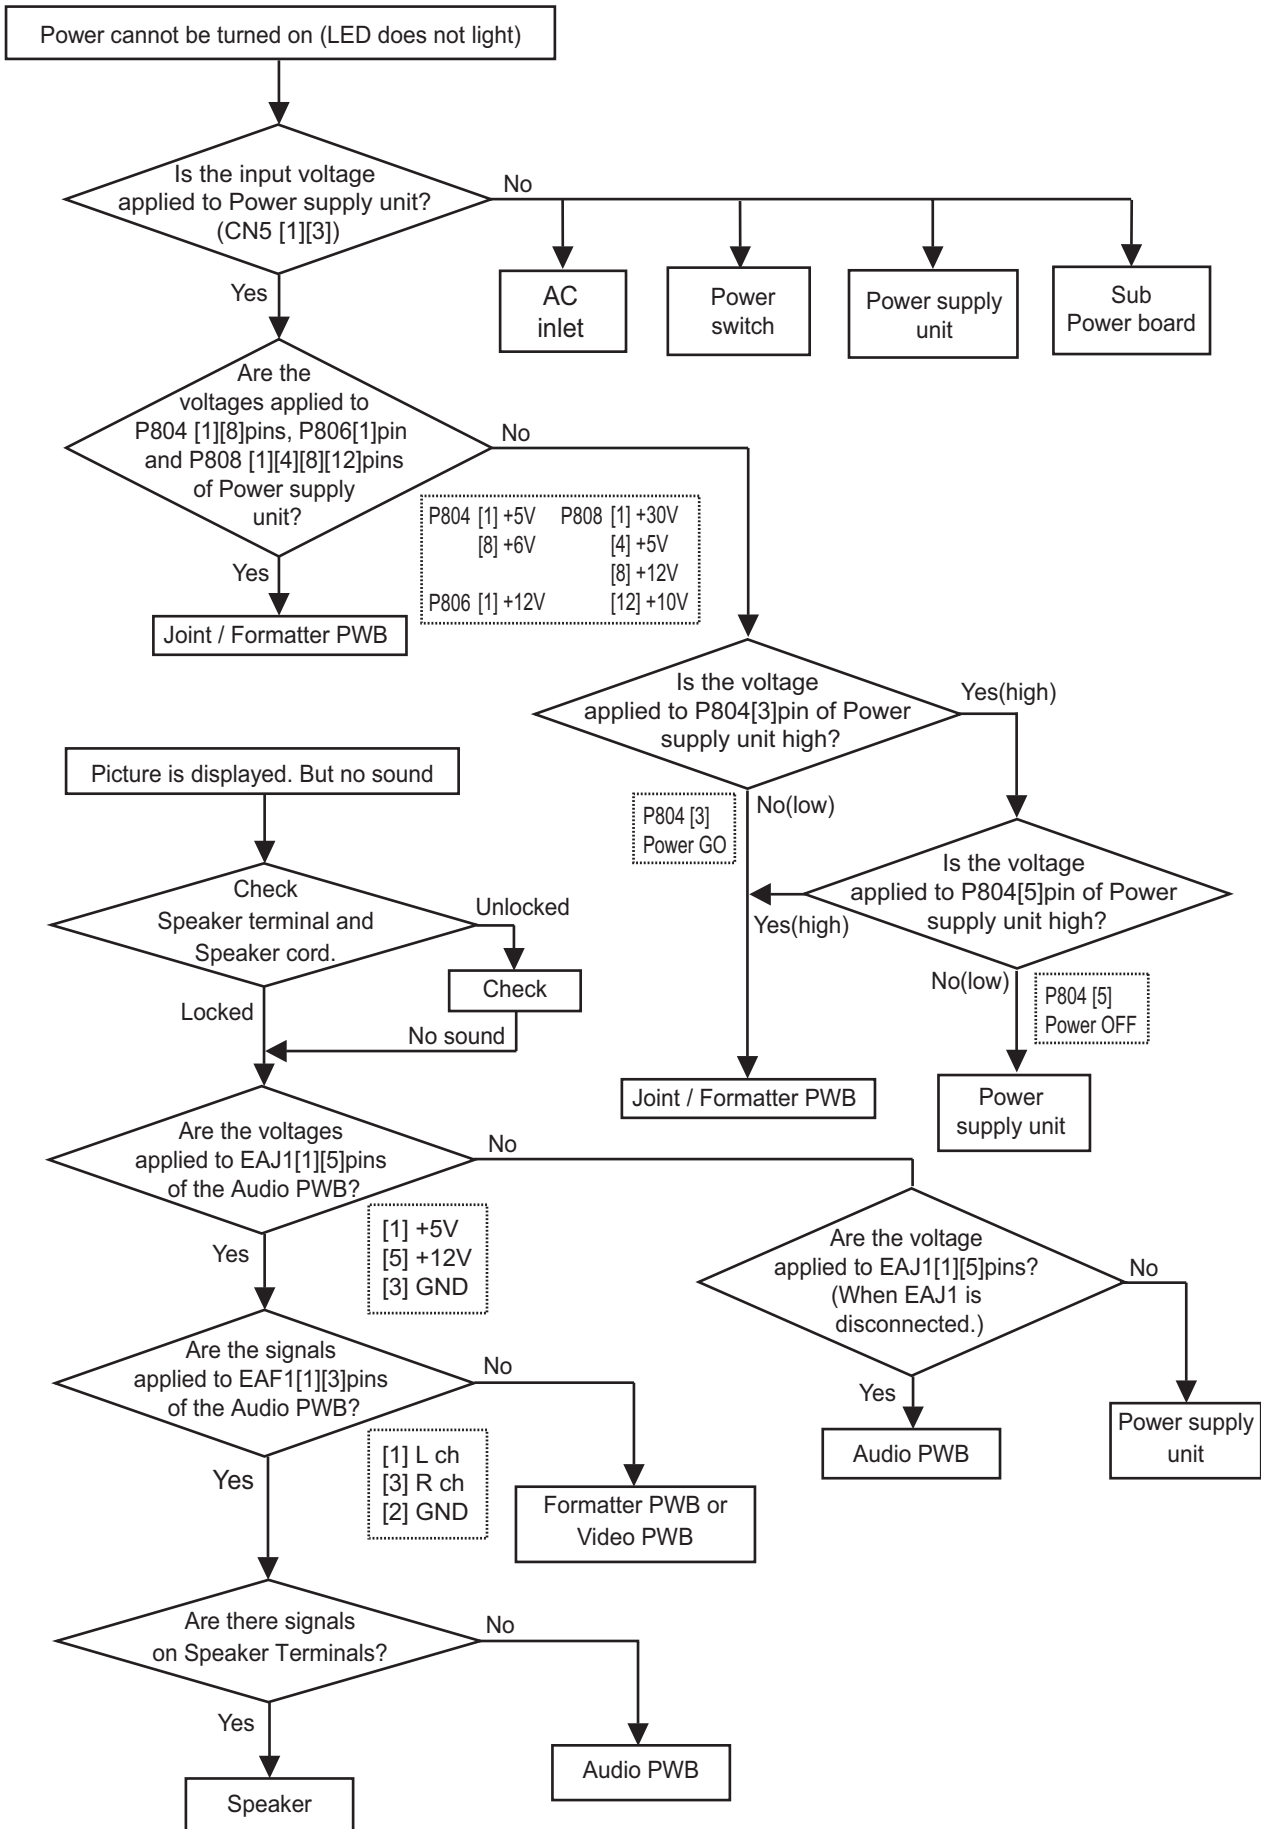 Power cannot be turned on (LED does not light)
Is the input voltage
applied to Power supply unit?
(CN5 [1][3])
No
AC
inlet
Power
switch
Power supply
unit
Sub
Power board
Yes
Are the
voltages applied to
P804 [1][8]pins, P806[1]pin
and P808 [1][4][8][12]pins
of Power supply
unit?
No
P804 [1] +5V P808 [1] +30V
[8] +6V [4] +5V
[8] +12V
P806 [1] +12V [12] +10V
Yes
Joint / Formatter PWB
Is the voltage
applied to P804[3]pin of Power
supply unit high?
Yes(high)
No(low)
P804 [3]
Power GO
Is the voltage
applied to P804[5]pin of Power
supply unit high?
Yes(high)
No(low)
P804 [5]
Power OFF
Joint / Formatter PWB
Power
supply unit
Picture is displayed. But no sound
Check
Speaker terminal and
Speaker cord.
Unlocked
Check
Locked
No sound
Are the voltages
applied to EAJ1[1][5]pins
of the Audio PWB?
No
[1] +5V
[5] +12V
[3] GND
Yes
Are the voltage
applied to EAJ1[1][5]pins?
(When EAJ1 is
disconnected.)
No
Yes
Audio PWB
Power supply
unit
Are the signals
applied to EAF1[1][3]pins
of the Audio PWB?
No
[1] L ch
[3] R ch
[2] GND
Yes
Formatter PWB or
Video PWB
Are there signals
on Speaker Terminals?
No
Yes
Audio PWB
Speaker